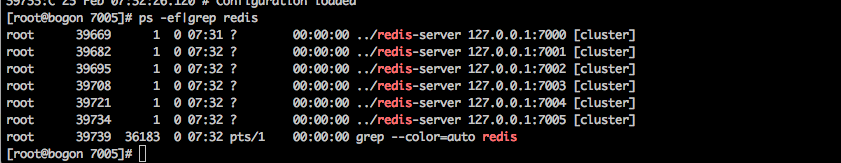 39733:C 25 Feb 07:32:26.120 # Configuration loaded
[root@bogon 7005]# ps -ef|grep redis
root 39669 1 0 07:31 ? 00:00:00 ../redis-server 127.0.0.1:7000 [cluster]
root 39682 1 0 07:32 ? 00:00:00 ../redis-server 127.0.0.1:7001 [cluster]
root 39695 1 0 07:32 ? 00:00:00 ../redis-server 127.0.0.1:7002 [cluster]
root 39708 1 0 07:32 ? 00:00:00 ../redis-server 127.0.0.1:7003 [cluster]
root 39721 1 0 07:32 ? 00:00:00 ../redis-server 127.0.0.1:7004 [cluster]
root 39734 1 0 07:32 ? 00:00:00 ../redis-server 127.0.0.1:7005 [cluster]
root 39739 36183 0 07:32 pts/1 00:00:00 grep --color=auto redis
[root@bogon 7005]#